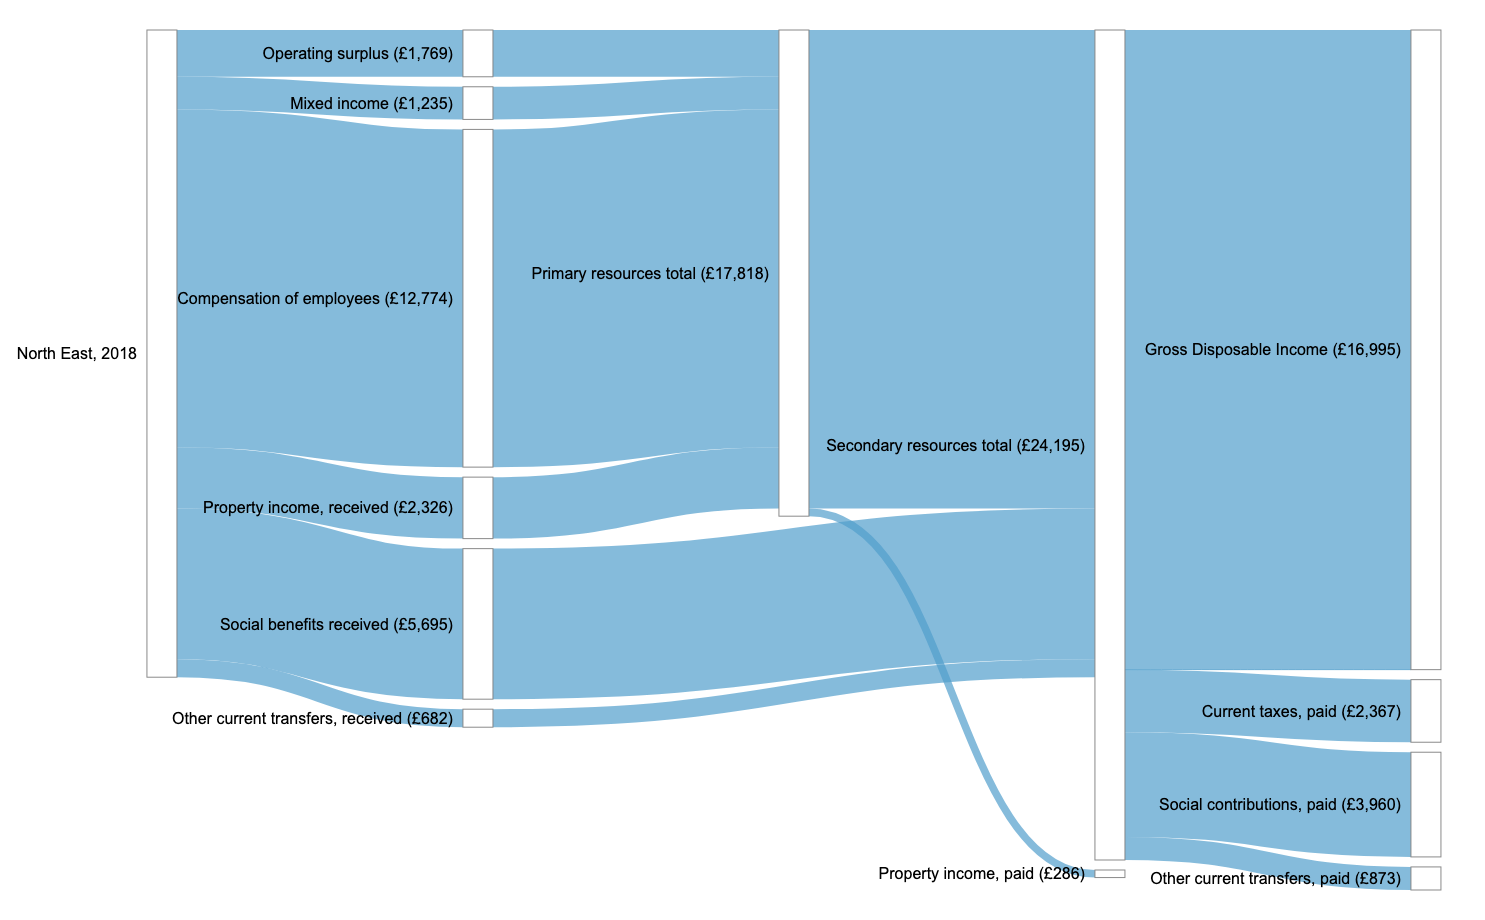 North East, 2018
Operating surplus (£1,769)
Mixed income (£1,235)
Compensation of employees (£12,774)
Property income, received (£2,326)
Social benefits received (£5,695)
Other current transfers, received (£682)
Primary resources total (£17,818)
Secondary resources total (£24,195)
Property income, paid (£286)
Gross Disposable Income (£16,995)
Current taxes, paid (£2,367)
Social contributions, paid (£3,960)
Other current transfers, paid (£873)